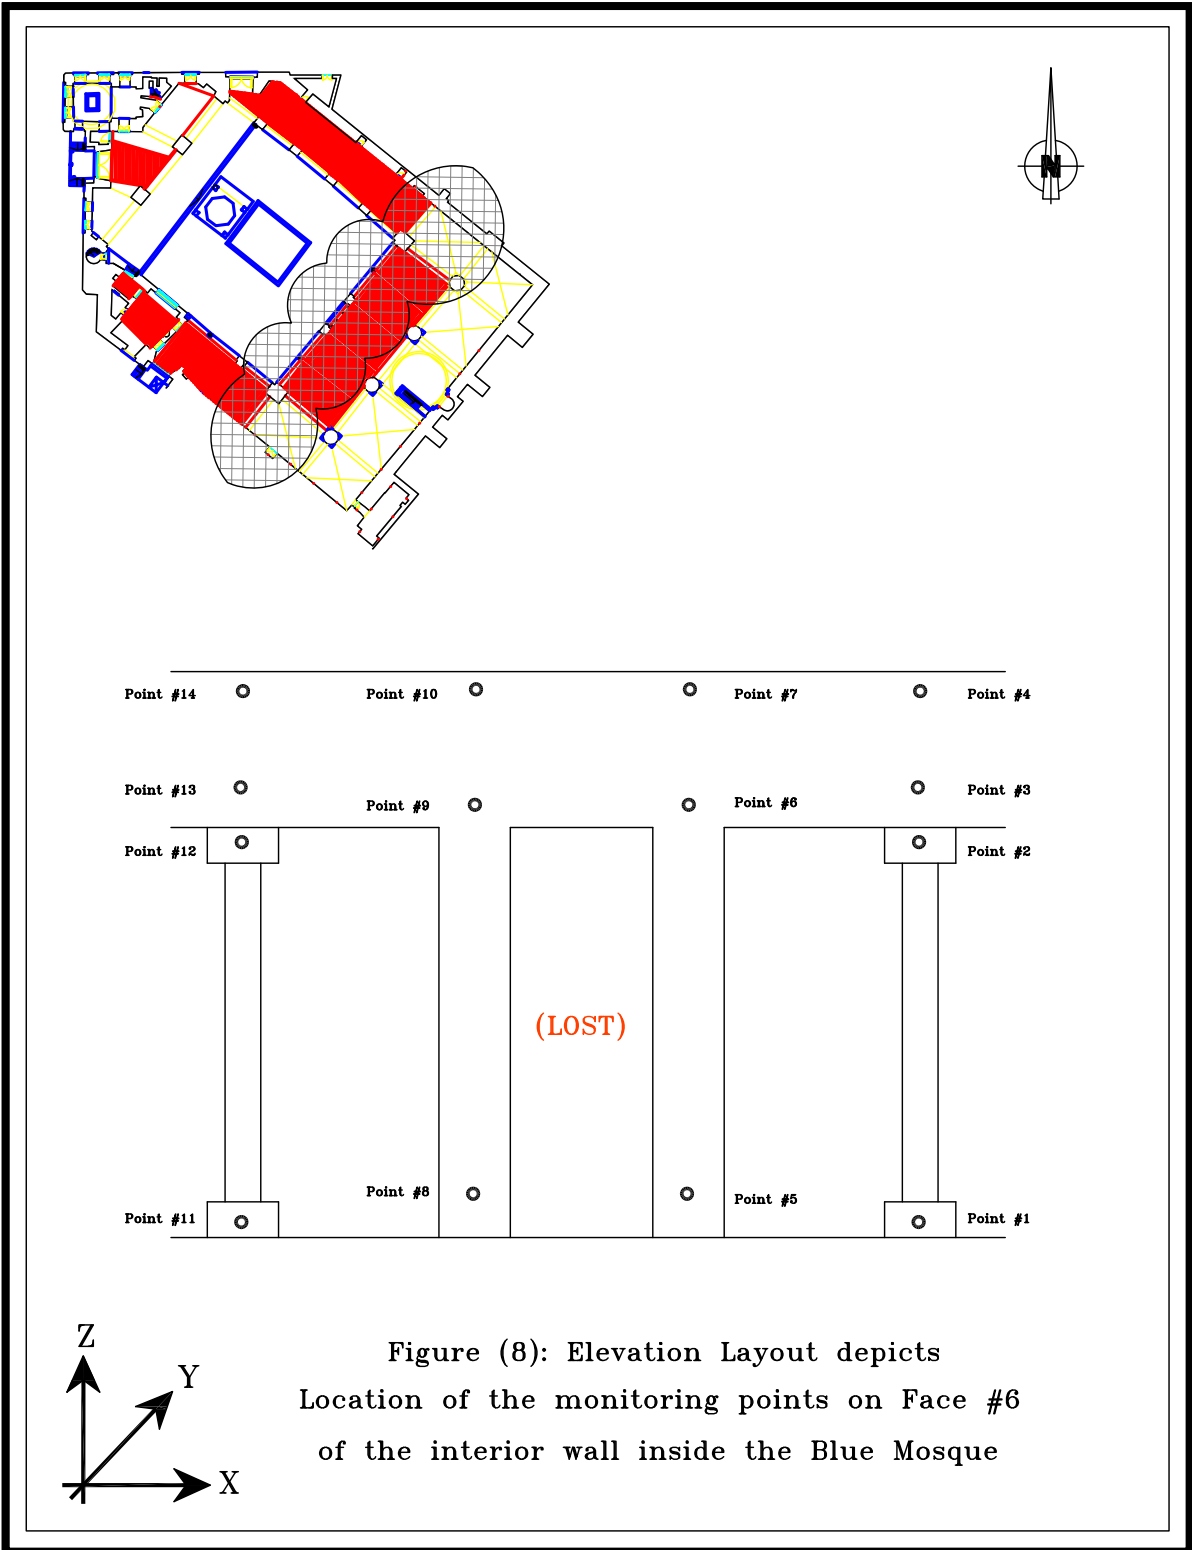 N
Point #14
Point #10
Point #7
Point #4
Point #13
Point #9
Point #6
Point #3
Point #12
Point #2
(LOST)
Point #11
Point #8
Point #5
Point #1
Z
Y
X
Figure (8): Elevation Layout depicts
Location of the monitoring points on Face #6
of the interior wall inside the Blue Mosque